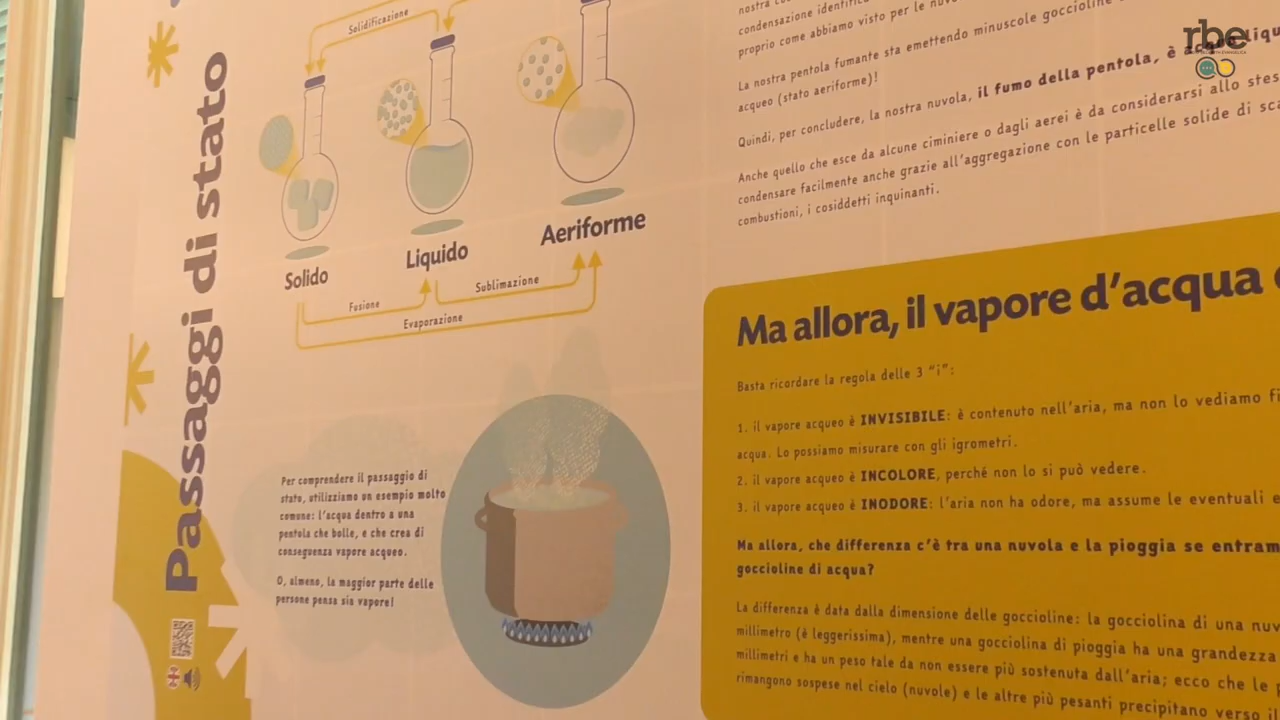 Passaggi di stato
Solidificazione
Solido
Liquido
Aeriforme
Fusione
Sublimazione
Evaporazione
Per comprendere il passaggio di
stato, utilizziamo un esempio molto
comune: l'acqua dentro a una
pentola che bolle, e che crea di
conseguenza vapore acqueo.
O, almeno, la maggior parte delle
persone pensa sia vapore!
nostra
condensazione
proprio come abbiamo visto per le
La nostra pentola fumante sta emettendo minuscole goccioline
acqueo (stato aeriforme)!
Quindi, per concludere, la nostra nuvola, il fumo della pentola, è acqua
Anche quello che esce da alcune ciminiere o dagli aerei è da considerarsi allo
condensare facilmente anche grazie all'aggregazione con le particelle solide di
combustioni, i cosiddetti inquinanti.
Ma allora, il vapore d'acqua
Basta ricordare la regola delle 3 "i":
1. il vapore acqueo è INVISIBILE: è contenuto nell'aria, ma non lo vediamo
acqua. Lo possiamo misurare con gli igrometri.
2. il vapore acqueo è INCOLORE, perché non lo si può vedere.
3. il vapore acqueo è INODORE: l'aria non ha odore, ma assume le eventuali
Ma allora, che differenza c'è tra una nuvola e la pioggia se
goccioline di acqua?
La differenza è data dalla dimensione delle goccioline: la gocciolina di una
millimetro (è leggerissima), mentre una gocciolina di pioggia ha una grandezza
millimetri e ha un peso tale da non essere più sostenuta dall'aria; ecco che le
rimangono sospese nel cielo (nuvole) e le altre più pesanti precipitano verso
rbe